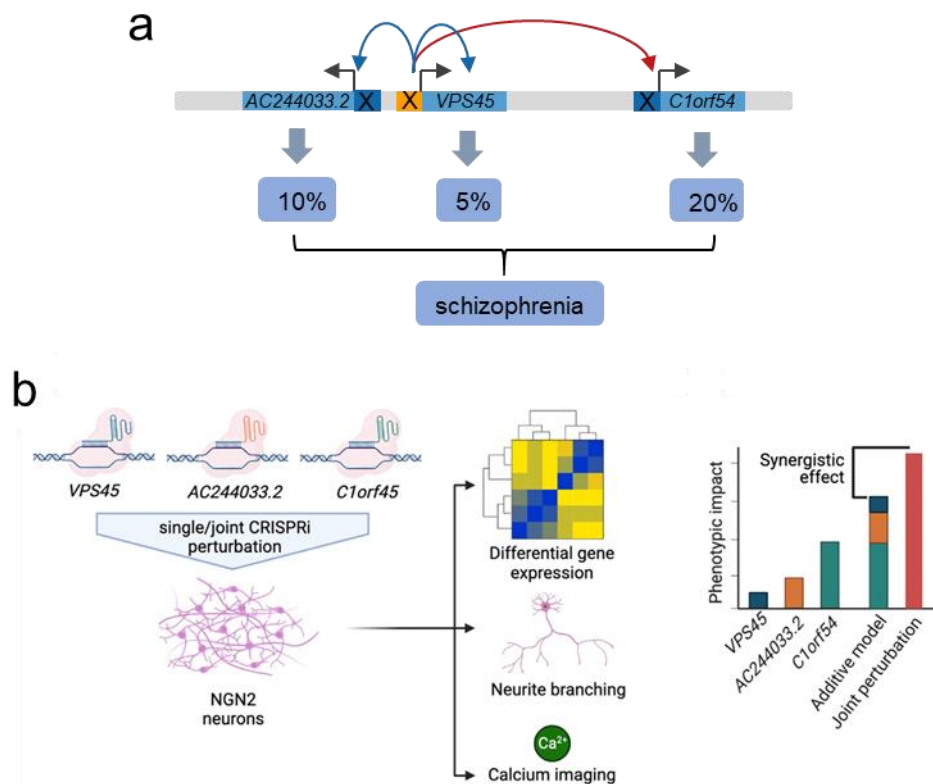 a
AC244033.2 X X VPS45 X C1orf54
10% 5% 20%
schizophrenia
b
VPS45 AC244033.2 C1orf45
single/joint CRISPRi
perturbation
NGN2
neurons
Differential gene
expression
Neurite branching
Ca²⁺
Calcium imaging
Synergistic
effect
Phenotypic impact
VPS45
AC244033.2
C1orf54
Additive model
Joint perturbation